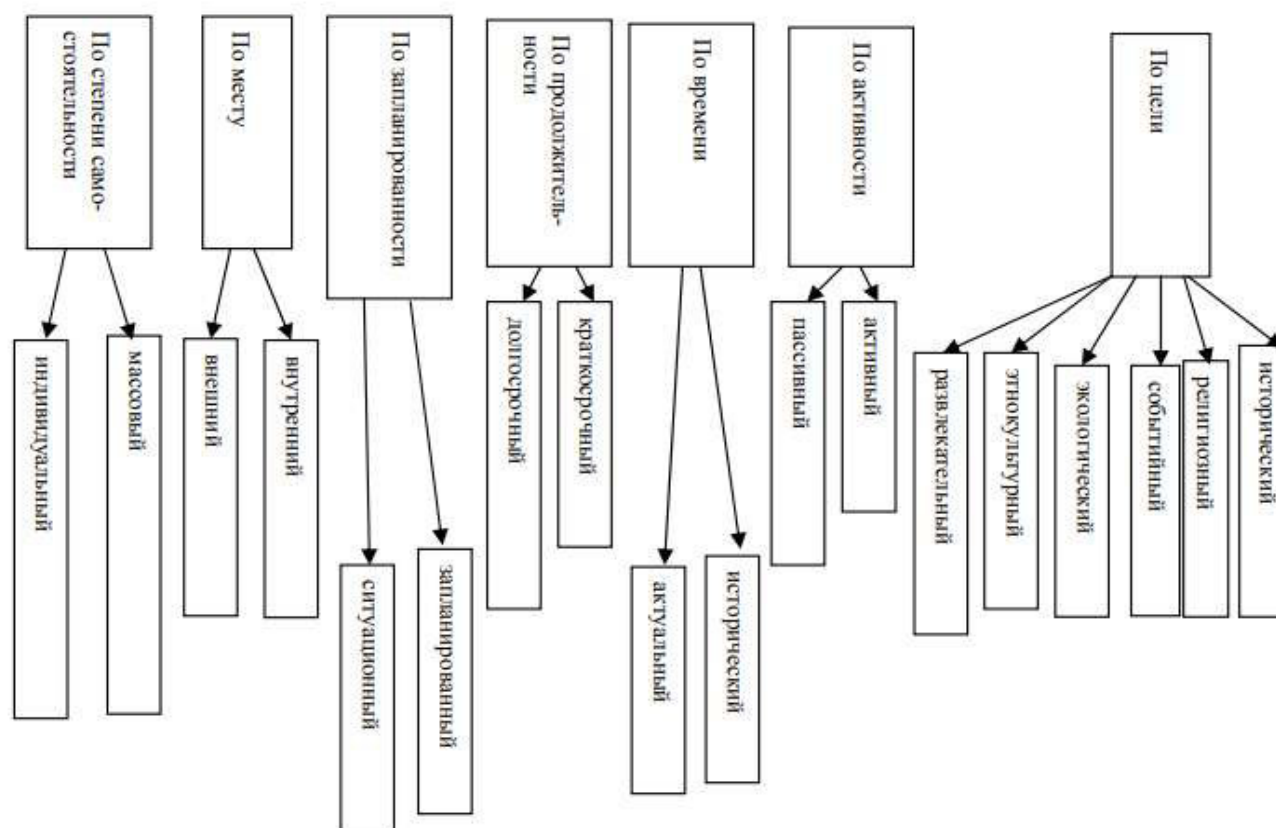 По степени само-
стоятельности
индивидуальный
массовый
По месту
внешний
внутренний
По запланированности
ситуационный
запланированный
По продолжитель-
ности
долгосрочный
краткосрочный
По времени
актуальный
исторический
По активности
пассивный
активный
По цели
развлекательный
этнокультурный
экологический
событийный
религиозный
исторический